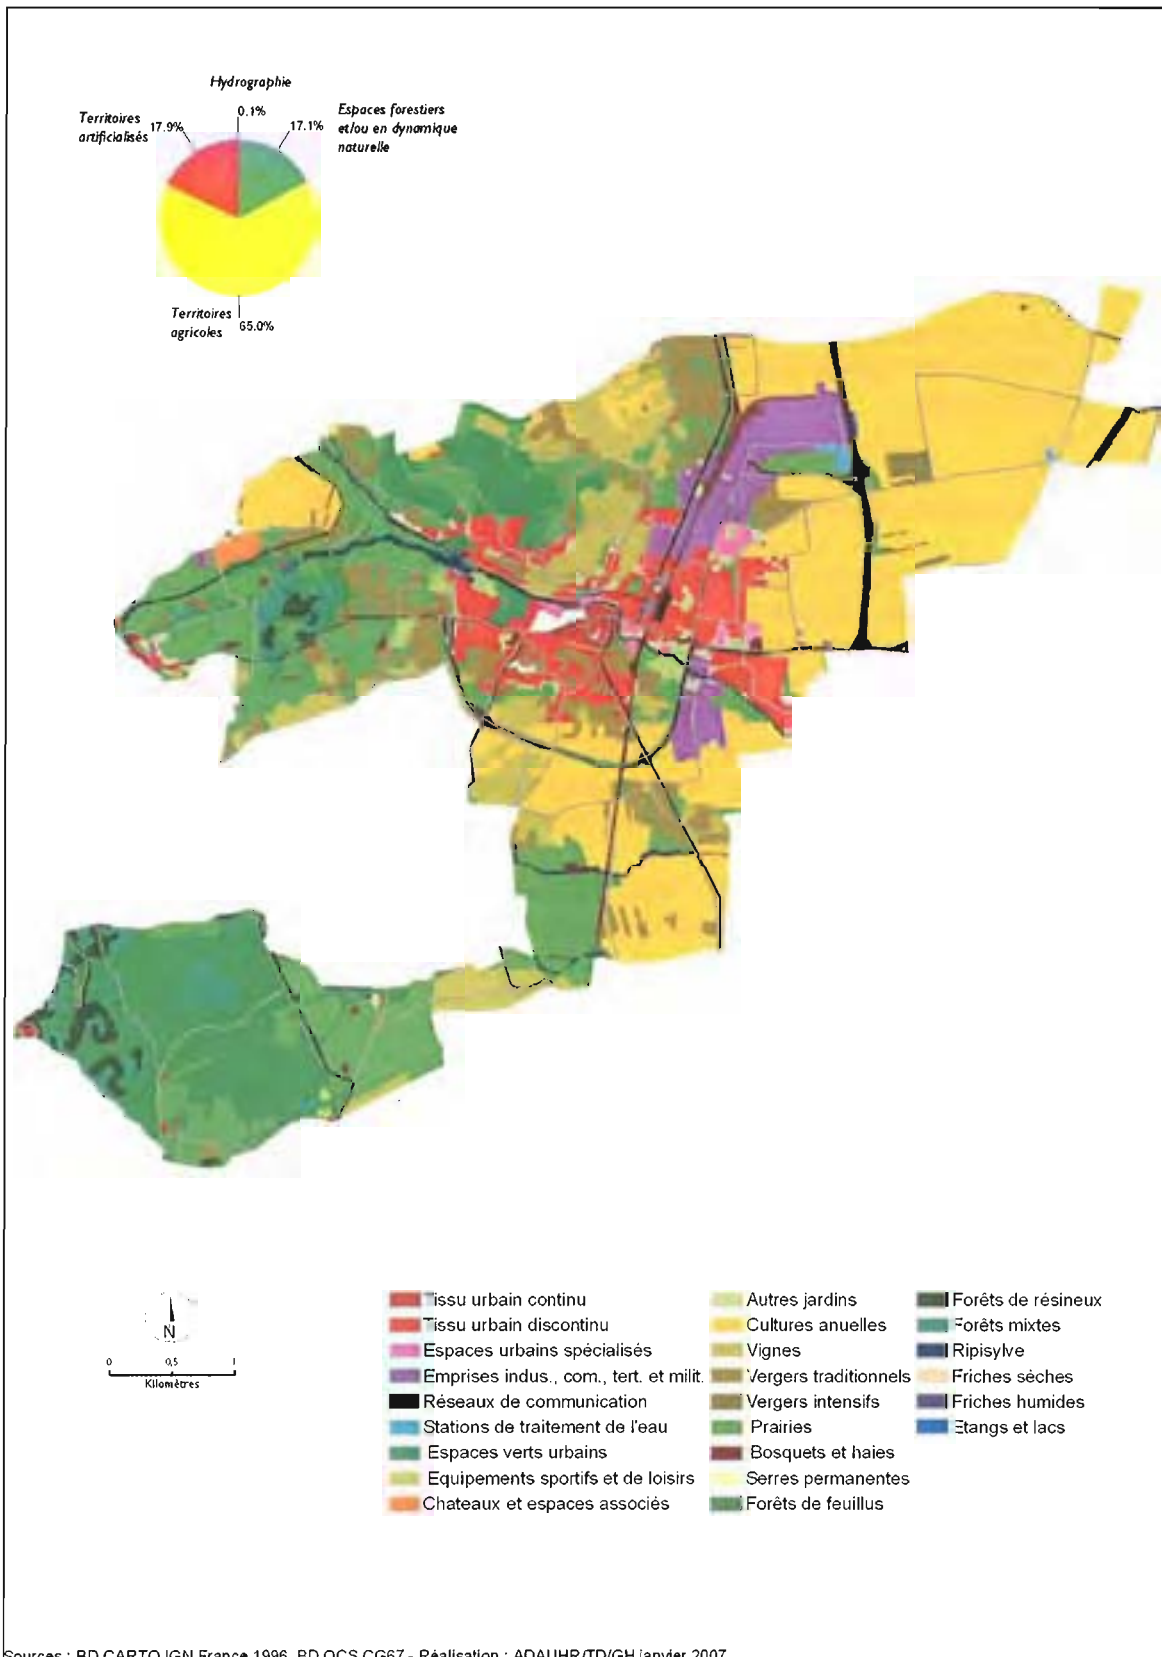 Hydrographie
0.1%
Territoires
artificialisés
17.9%
17.1%
Espaces forestiers
et/ou en dynamique
naturelle
Territoires
agricoles
65.0%
N
0 0,5 1
Kilomètres
Tissu urbain continu
Tissu urbain discontinu
Espaces urbains spécialisés
Emprises indus., com., tert. et milit.
Réseaux de communication
Stations de traitement de l'eau
Espaces verts urbains
Equipements sportifs et de loisirs
Chateaux et espaces associés
Autres jardins
Cultures anuelles
Vignes
Vergers traditionnels
Vergers intensifs
Prairies
Bosquets et haies
Serres permanentes
Forêts de feuillus
Forêts de résineux
Forêts mixtes
Ripisylve
Friches sèches
Friches humides
Etangs et lacs
Sources : BD CARTO IGN France 1996, BD OCS CG67 - Réalisation : ADAUHR/TD/GH janvier 2007